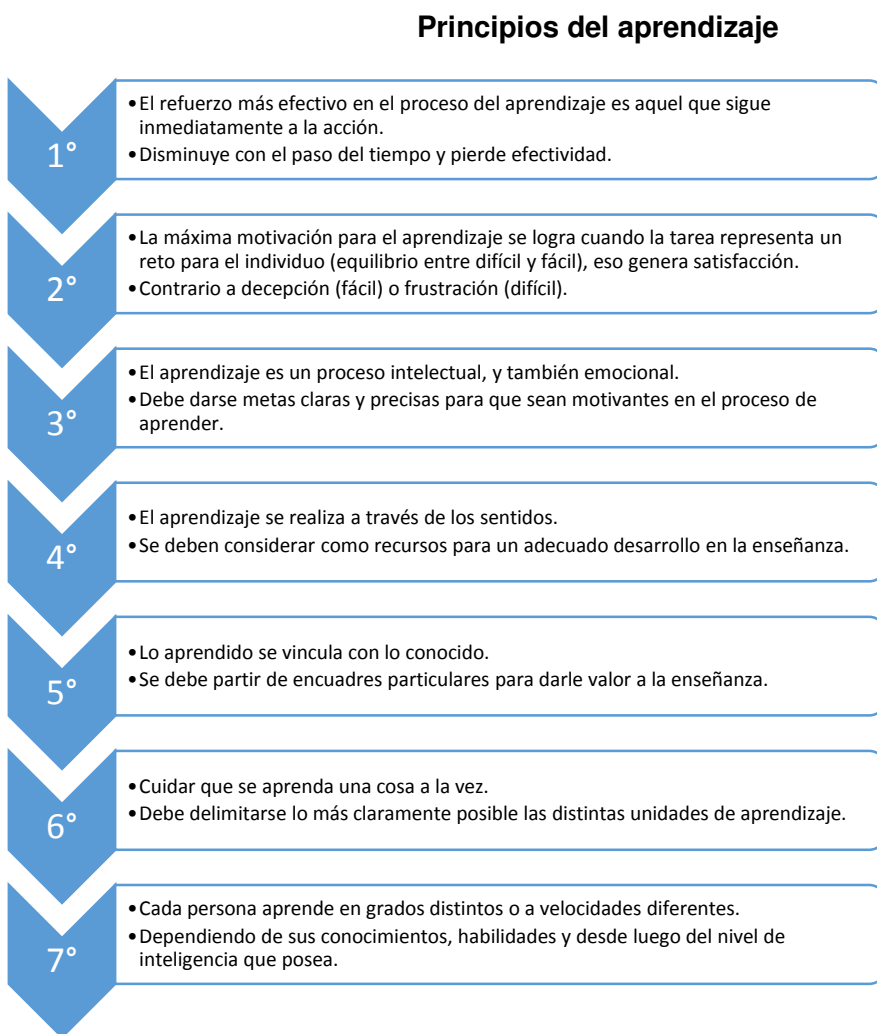 Principios del aprendizaje
1°
•El refuerzo más efectivo en el proceso del aprendizaje es aquel que sigue
inmediatamente a la acción.
•Disminuye con el paso del tiempo y pierde efectividad.
2°
•La máxima motivación para el aprendizaje se logra cuando la tarea representa un
reto para el individuo (equilibrio entre difícil y fácil), eso genera satisfacción.
•Contrario a decepción (fácil) o frustración (difícil).
3°
•El aprendizaje es un proceso intelectual, y también emocional.
•Debe darse metas claras y precisas para que sean motivantes en el proceso de
aprender.
4°
•El aprendizaje se realiza a través de los sentidos.
•Se deben considerar como recursos para un adecuado desarrollo en la enseñanza.
5°
•Lo aprendido se vincula con lo conocido.
•Se debe partir de encuadres particulares para darle valor a la enseñanza.
6°
•Cuidar que se aprenda una cosa a la vez.
•Debe delimitarse lo más claramente posible las distintas unidades de aprendizaje.
7°
•Cada persona aprende en grados distintos o a velocidades diferentes.
•Dependiendo de sus conocimientos, habilidades y desde luego del nivel de
inteligencia que posea.